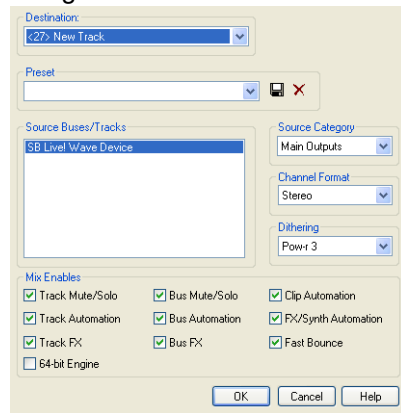 Destination:
<27> New Track
Preset
Source Buses/Tracks
SB Live! Wave Device
Source Category
Main Outputs
Channel Format
Stereo
Dithering
Pow-r 3
Mix Enables
Track Mute/Solo Bus Mute/Solo Clip Automation
Track Automation Bus Automation FX/Synth Automation
Track FX Bus FX Fast Bounce
64-bit Engine
OK Cancel Help